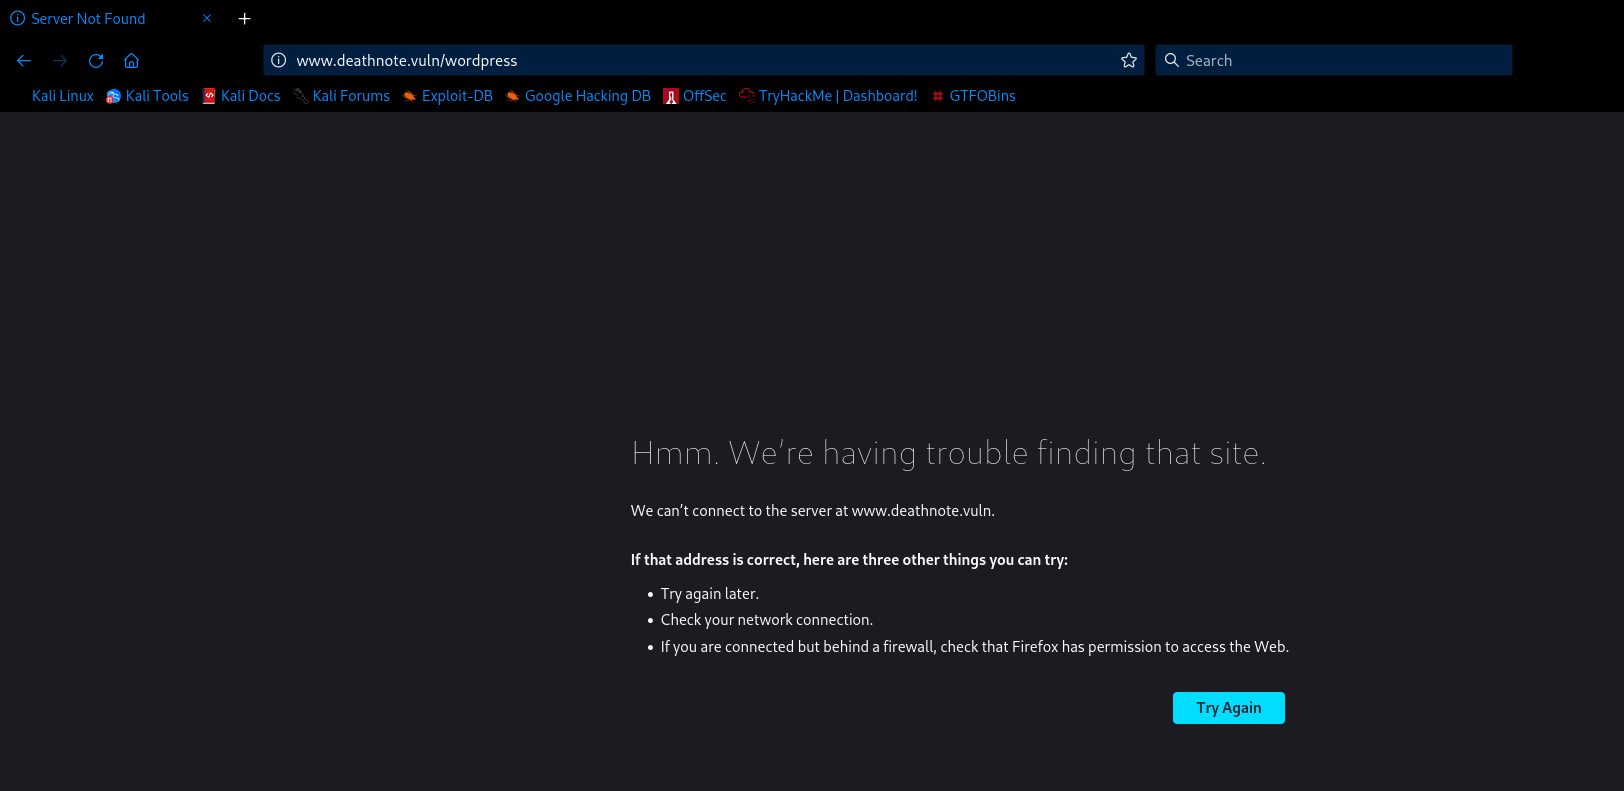 Server Not Found
www.deathnote.vuln/wordpress
Search
Kali Linux Kali Tools Kali Docs Kali Forums Exploit-DB Google Hacking DB OffSec TryHackMe | Dashboard! GTFOBins
Hmm. We’re having trouble finding that site.
We can’t connect to the server at www.deathnote.vuln.
If that address is correct, here are three other things you can try:
• Try again later.
• Check your network connection.
• If you are connected but behind a firewall, check that Firefox has permission to access the Web.
Try Again